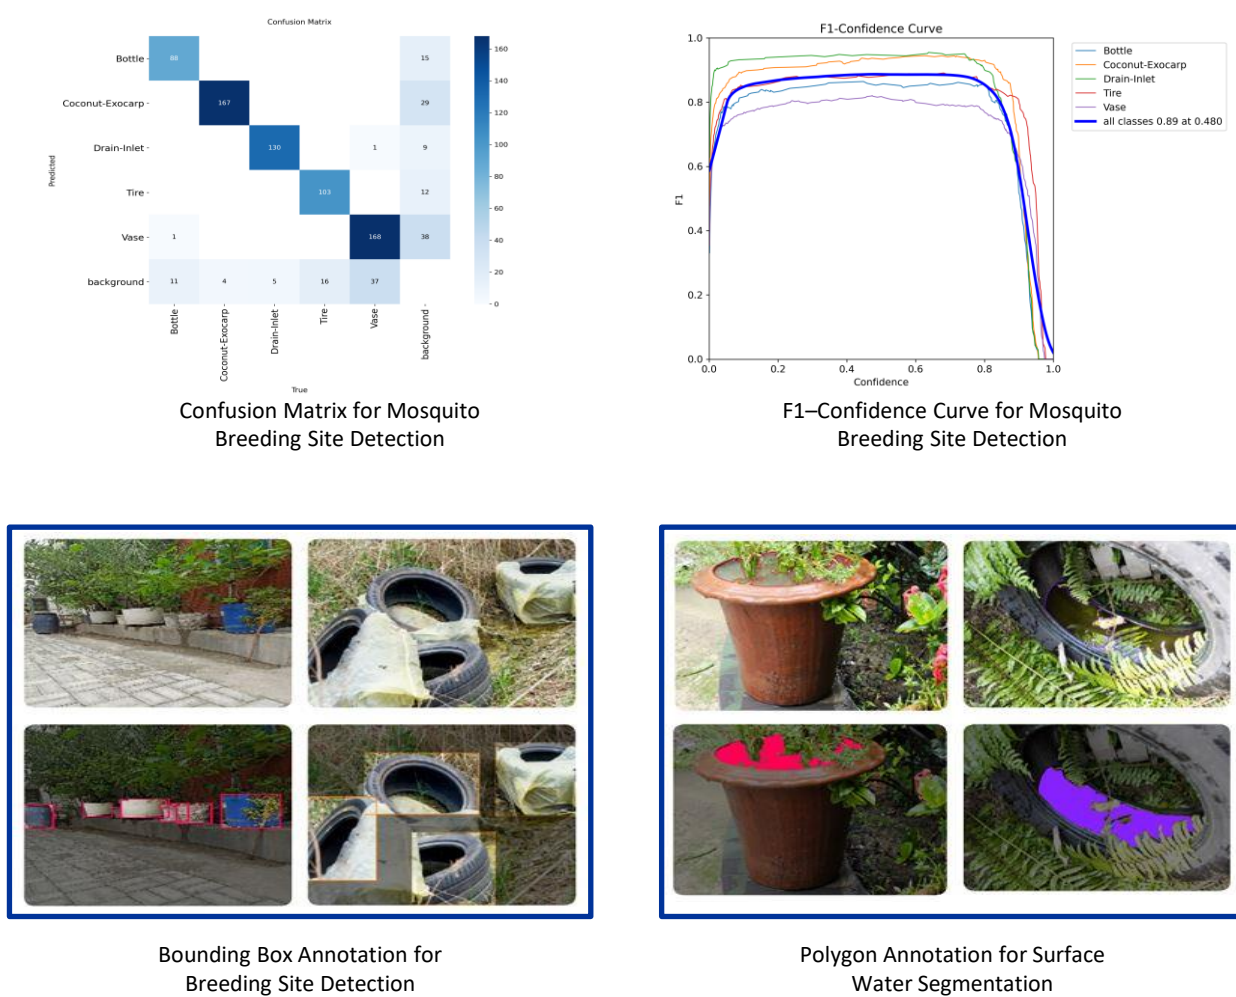 Confusion Matrix
Bottle
Coconut-Exocarp
Drain-Inlet
Tire
Vase
background
Predicted
88 15
167 29
130 1 9
103 12
1 168 38
11 4 5 16 37
160
140
120
100
80
60
40
20
0
Bottle
Coconut-Exocarp
Drain-Inlet
Tire
Vase
background
True
Confusion Matrix for Mosquito
Breeding Site Detection
F1-Confidence Curve
1.0
0.8
0.6
0.4
0.2
0.0
F1
0.0 0.2 0.4 0.6 0.8 1.0
Confidence
Bottle
Coconut-Exocarp
Drain-Inlet
Tire
Vase
all classes 0.89 at 0.480
F1–Confidence Curve for Mosquito
Breeding Site Detection
Bounding Box Annotation for
Breeding Site Detection
Polygon Annotation for Surface
Water Segmentation